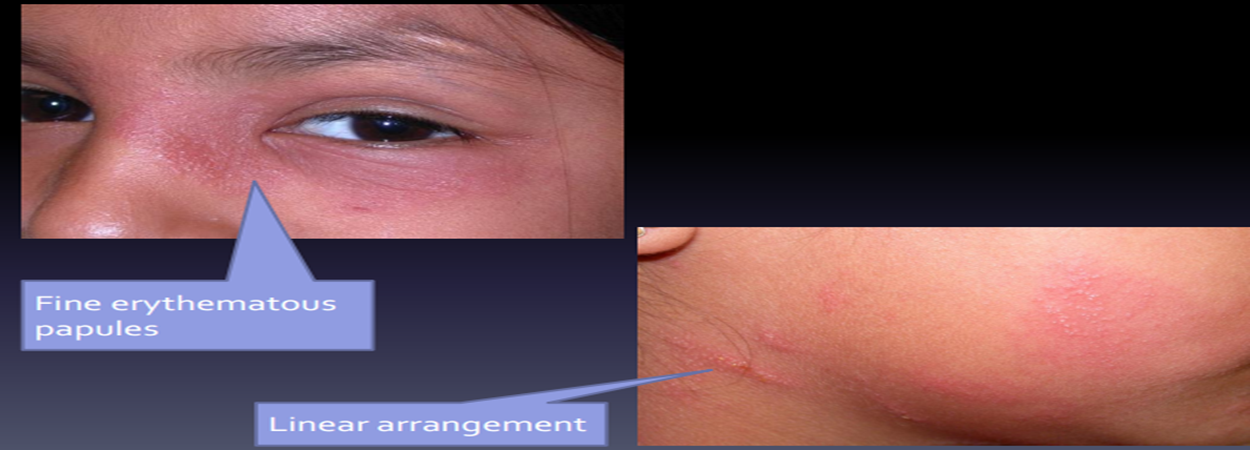 Fine erythematous
papules
Linear arrangement